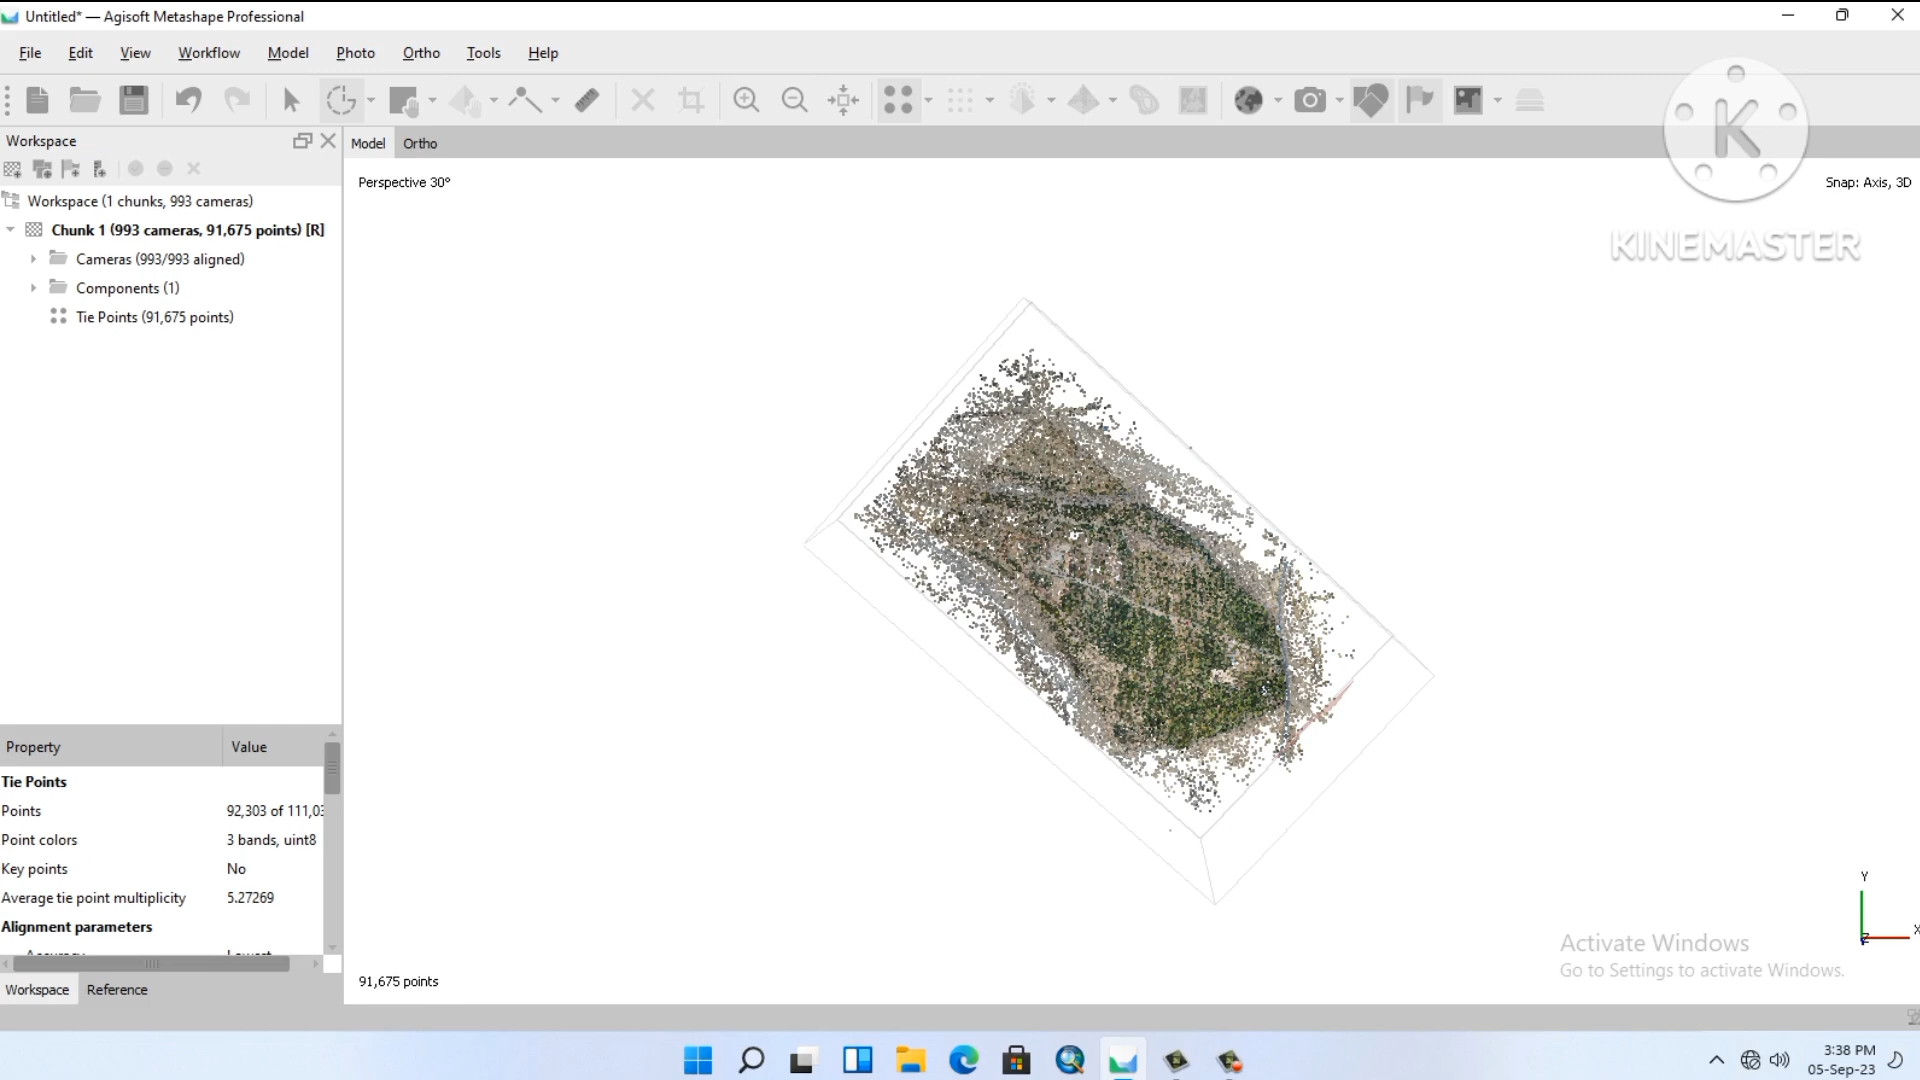 Untitled* — Agisoft Metashape Professional
File Edit View Workflow Model Photo Ortho Tools Help
Workspace
Model Ortho
K
Perspective 30°
Snap: Axis, 3D
KINEMASTER
Workspace (1 chunks, 993 cameras)
Chunk 1 (993 cameras, 91,675 points) [R]
Cameras (993/993 aligned)
Components (1)
Tie Points (91,675 points)
Property Value
Tie Points
Points 92,303 of 111,03
Point colors 3 bands, uint8
Key points No
Average tie point multiplicity 5.27269
Alignment parameters
Accuracy Lowest
Workspace Reference
91,675 points
Y
X
Z
Activate Windows
Go to Settings to activate Windows.
3:38 PM
05-Sep-23